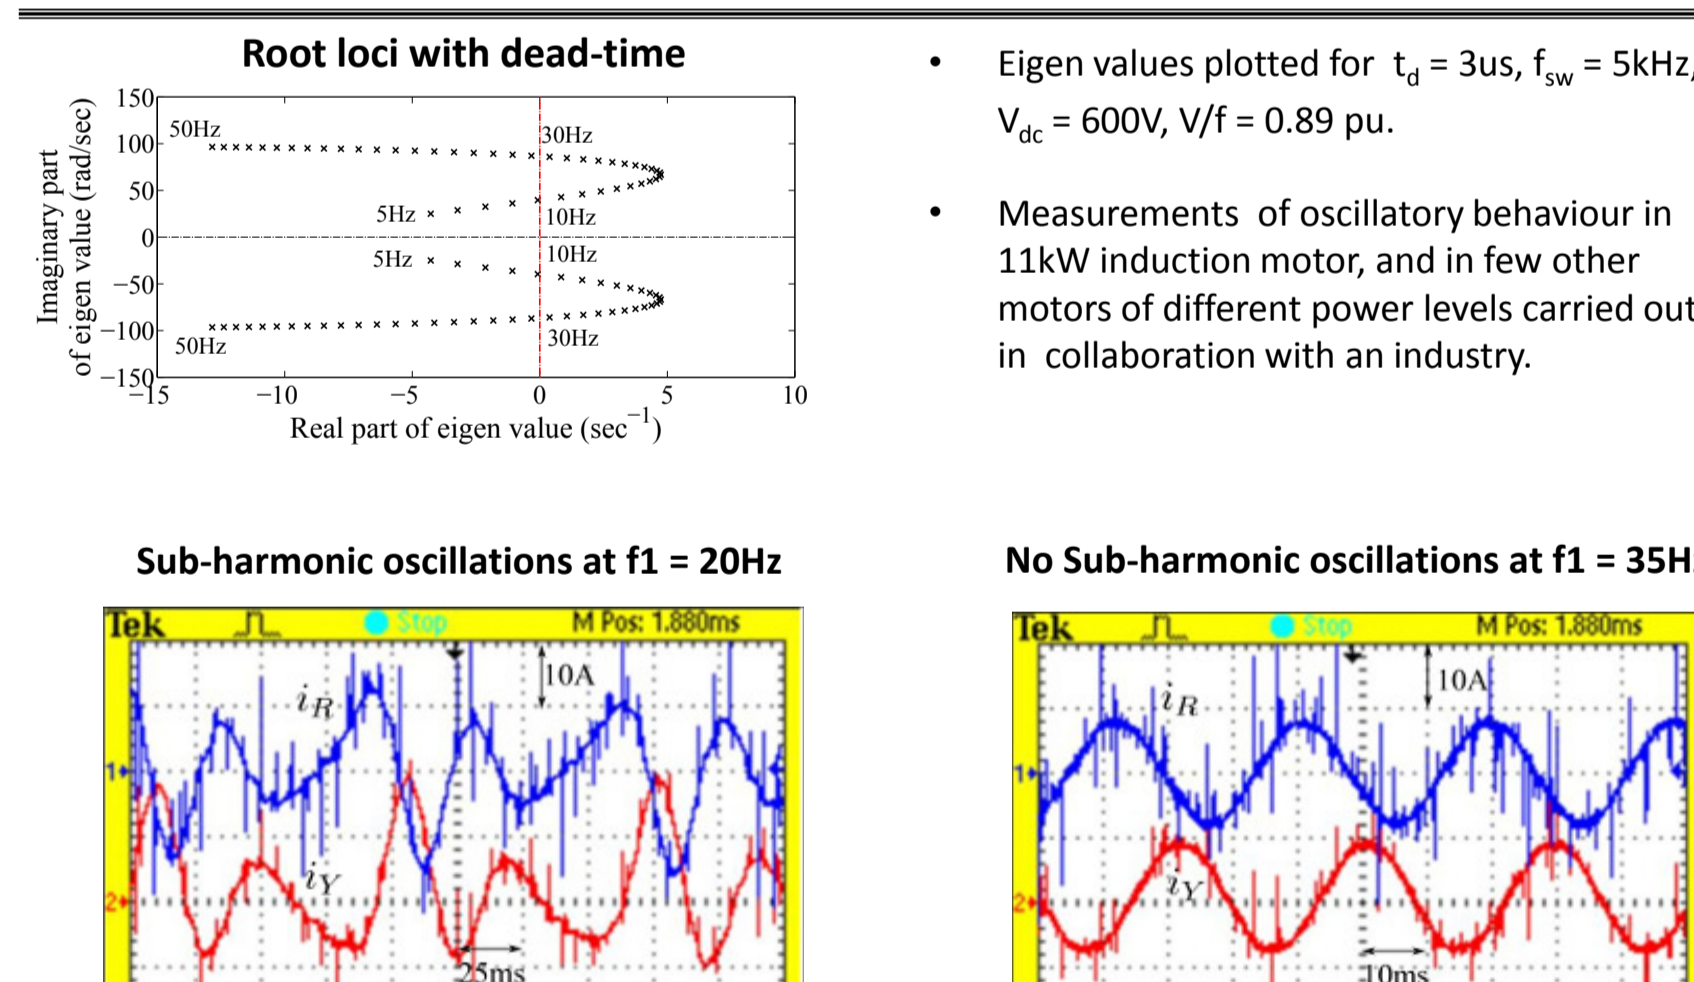 Root loci with dead-time
150
100
50
0
−50
−100
−150
50Hz
30Hz
5Hz
10Hz
5Hz
10Hz
50Hz
30Hz
−15
−10
−5
0
5
10
Imaginary part
of eigen value (rad/sec)
Real part of eigen value (sec−1)
• Eigen values plotted for td = 3us, fsw = 5kHz,
Vdc = 600V, V/f = 0.89 pu.
• Measurements of oscillatory behaviour in
11kW induction motor, and in few other
motors of different power levels carried out
in collaboration with an industry.
Sub-harmonic oscillations at f1 = 20Hz
Tek
Stop
M Pos: 1.880ms
10A
iR
1
iY
2
25ms
No Sub-harmonic oscillations at f1 = 35H
Tek
Stop
M Pos: 1.880ms
10A
iR
1
iY
2
10ms